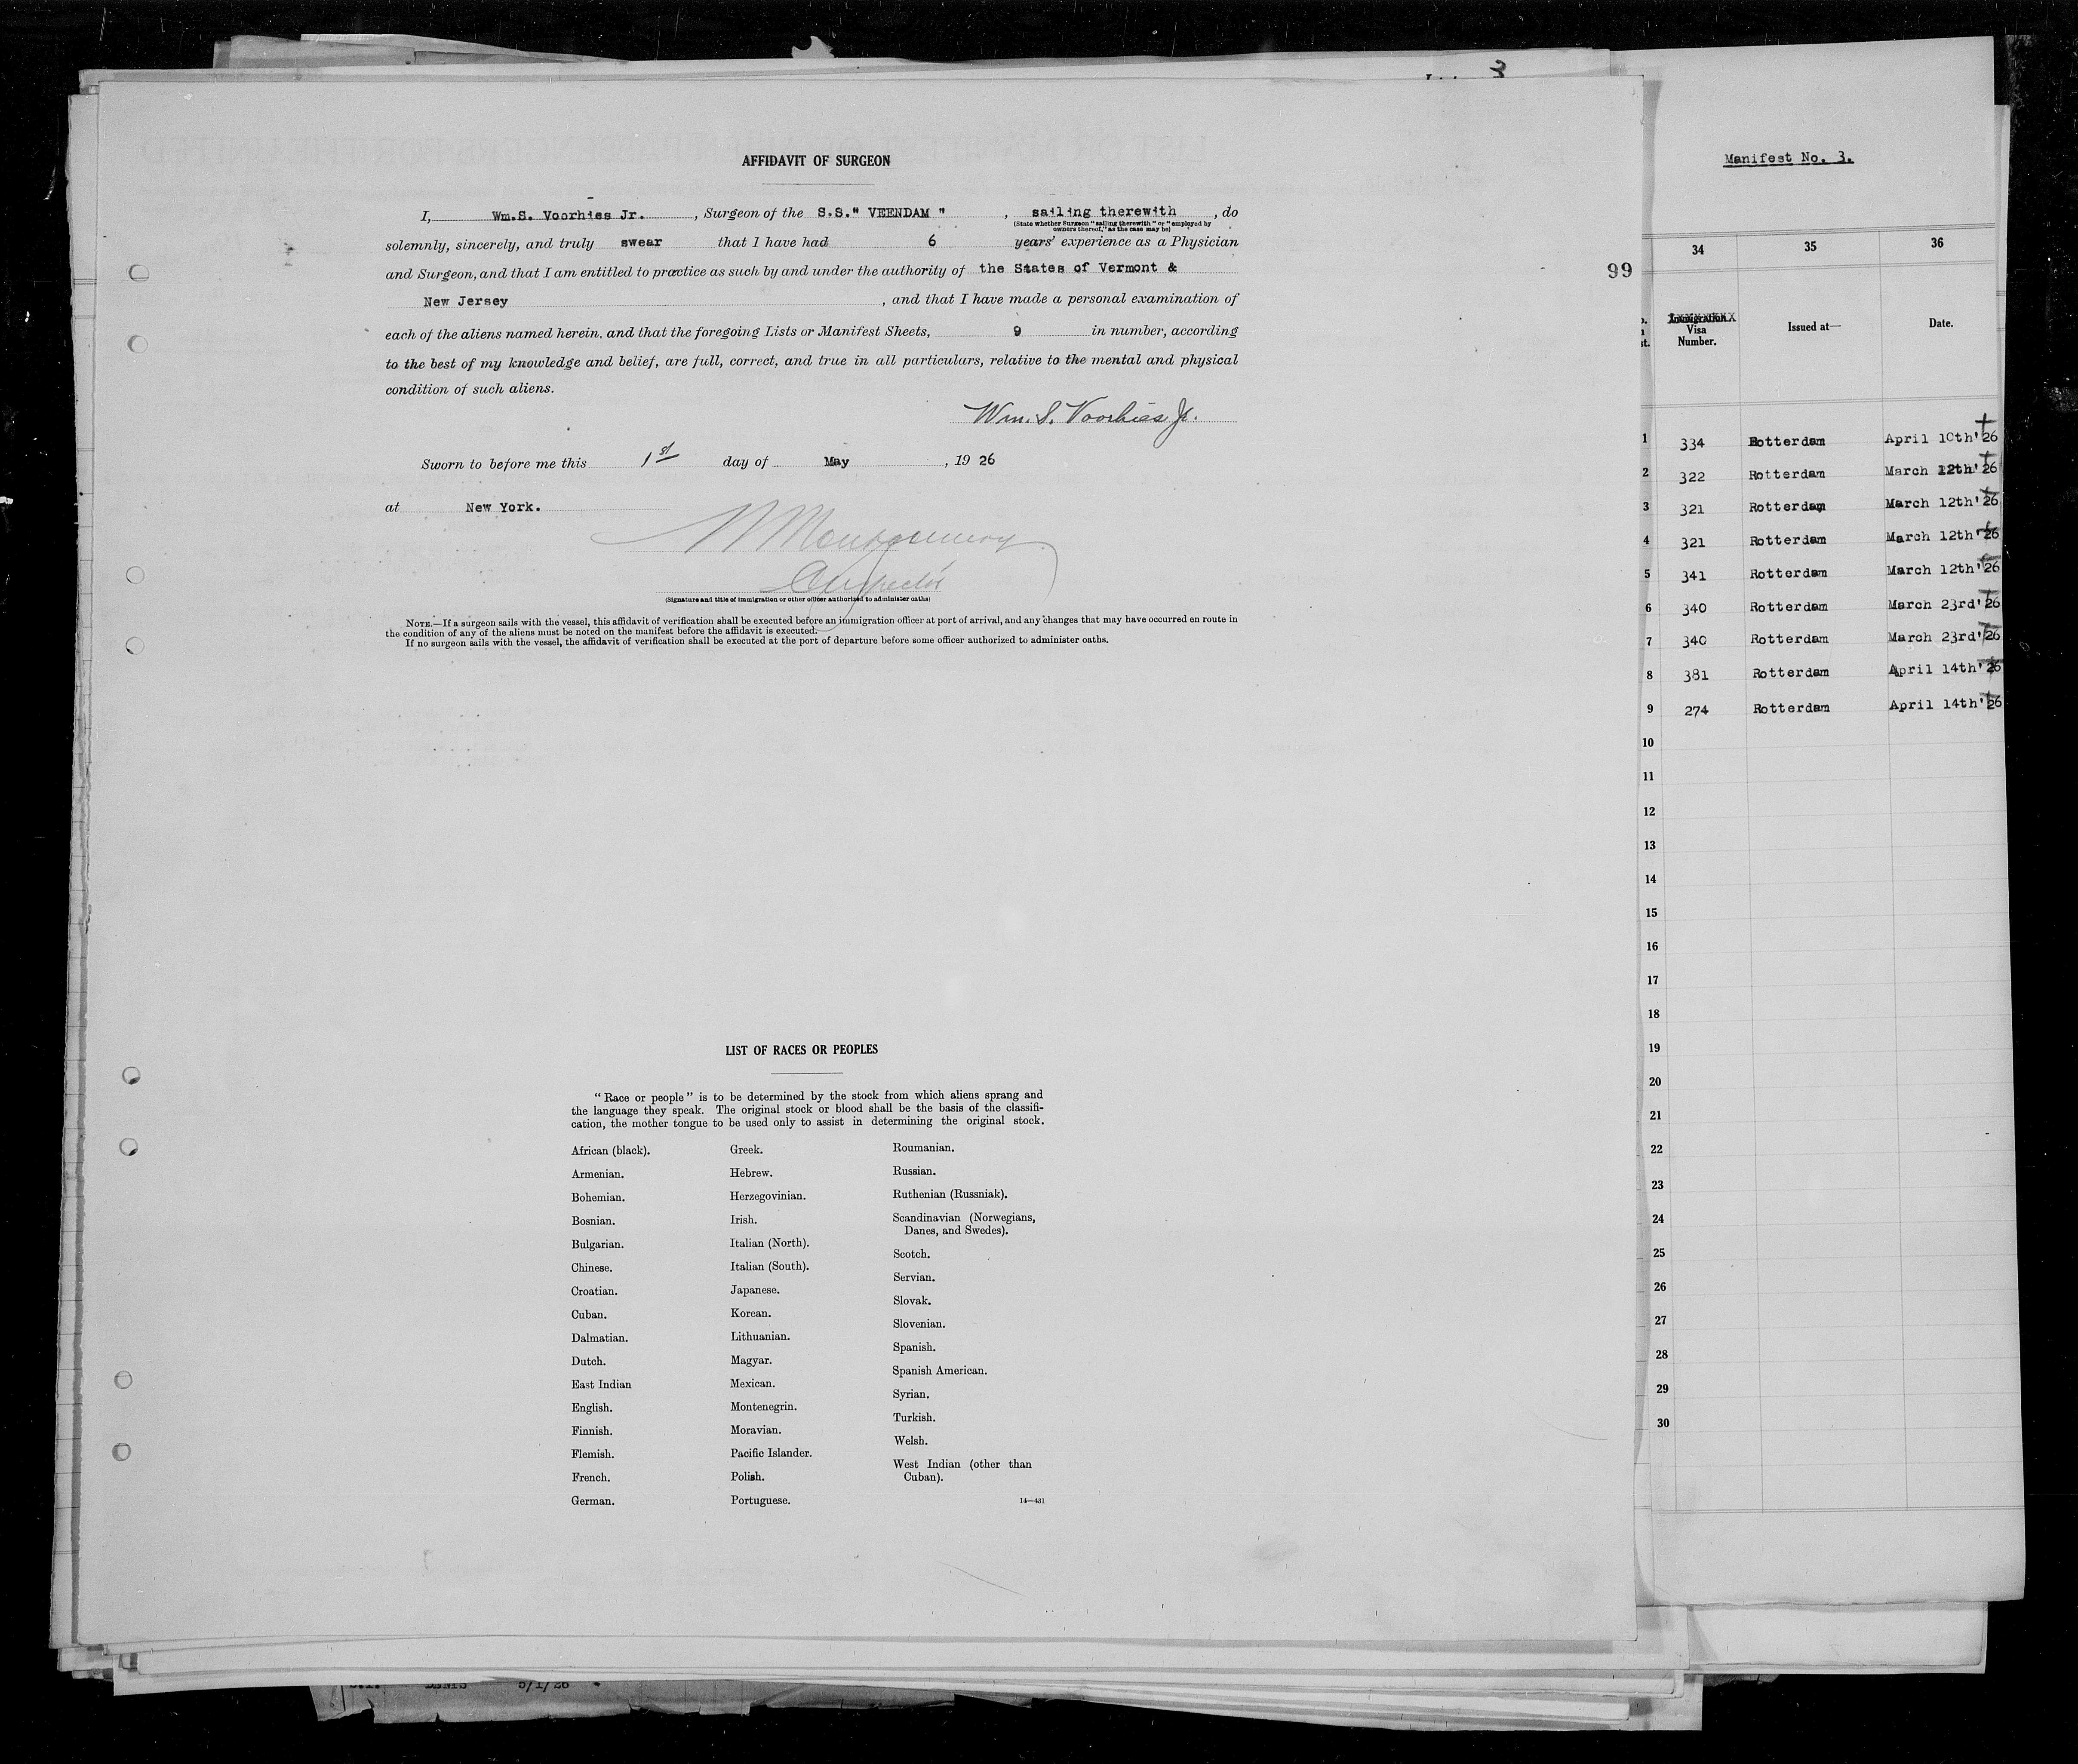 AFFIDAVIT OF SURGEON
I, Wm.S. Voorhies Jr. , Surgeon of the S.S." VEENDAM " , sailing therewith , do
(State whether Surgeon "sailing therewith" or "employed by
owners thereof," as the case may be)
solemnly, sincerely, and truly swear that I have had 6 years' experience as a Physician
and Surgeon, and that I am entitled to practice as such by and under the authority of the States of Vermont &
New Jersey , and that I have made a personal examination of
each of the aliens named herein, and that the foregoing Lists or Manifest Sheets, 9 in number, according
to the best of my knowledge and belief, are full, correct, and true in all particulars, relative to the mental and physical
condition of such aliens.
Wm. S. Voorhies Jr.
Sworn to before me this 1st day of May , 19 26
at New York.
Montgomery
Inspector
(Signature and title of immigration or other officer authorized to administer oaths)
NOTE.—If a surgeon sails with the vessel, this affidavit of verification shall be executed before an immigration officer at port of arrival, and any changes that may have occurred en route in
the condition of any of the aliens must be noted on the manifest before the affidavit is executed.
If no surgeon sails with the vessel, the affidavit of verification shall be executed at the port of departure before some officer authorized to administer oaths.
LIST OF RACES OR PEOPLES
"Race or people" is to be determined by the stock from which aliens sprang and
the language they speak. The original stock or blood shall be the basis of the classifi-
cation, the mother tongue to be used only to assist in determining the original stock.
African (black).
Armenian.
Bohemian.
Bosnian.
Bulgarian.
Chinese.
Croatian.
Cuban.
Dalmatian.
Dutch.
East Indian
English.
Finnish.
Flemish.
French.
German.
Greek.
Hebrew.
Herzegovinian.
Irish.
Italian (North).
Italian (South).
Japanese.
Korean.
Lithuanian.
Magyar.
Mexican.
Montenegrin.
Moravian.
Pacific Islander.
Polish.
Portuguese.
Roumanian.
Russian.
Ruthenian (Russniak).
Scandinavian (Norwegians,
Danes, and Swedes).
Scotch.
Servian.
Slovak.
Slovenian.
Spanish.
Spanish American.
Syrian.
Turkish.
Welsh.
West Indian (other than
Cuban).
14—431
99
3
Manifest No. 3.
34 35 36
Immigration
Visa
Number.
Issued at—
Date.
1 334 Rotterdam April 10th'26
2 322 Rotterdam March 12th'26
3 321 Rotterdam March 12th'26
4 321 Rotterdam March 12th'26
5 341 Rotterdam March 12th'26
6 340 Rotterdam March 23rd'26
7 340 Rotterdam March 23rd'26
8 381 Rotterdam April 14th'26
9 274 Rotterdam April 14th'26
10
11
12
13
14
15
16
17
18
19
20
21
22
23
24
25
26
27
28
29
30
5/1/26